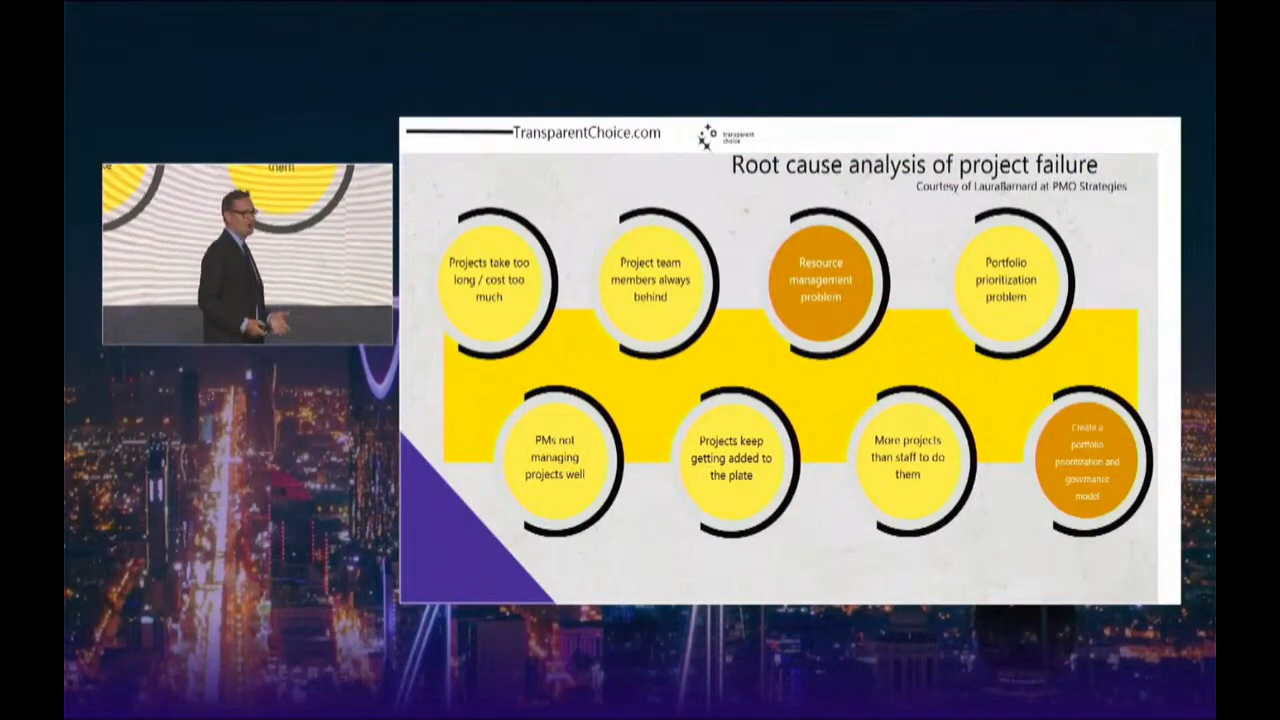 TransparentChoice.com
transparent
choice
Root cause analysis of project failure
Courtesy of LauraBarnard at PMO Strategies
Projects take too
long / cost too
much
Project team
members always
behind
Resource
management
problem
Portfolio
prioritization
problem
PMs not
managing
projects well
Projects keep
getting added to
the plate
More projects
than staff to do
them
Create a
portfolio
prioritization and
governance
model
them